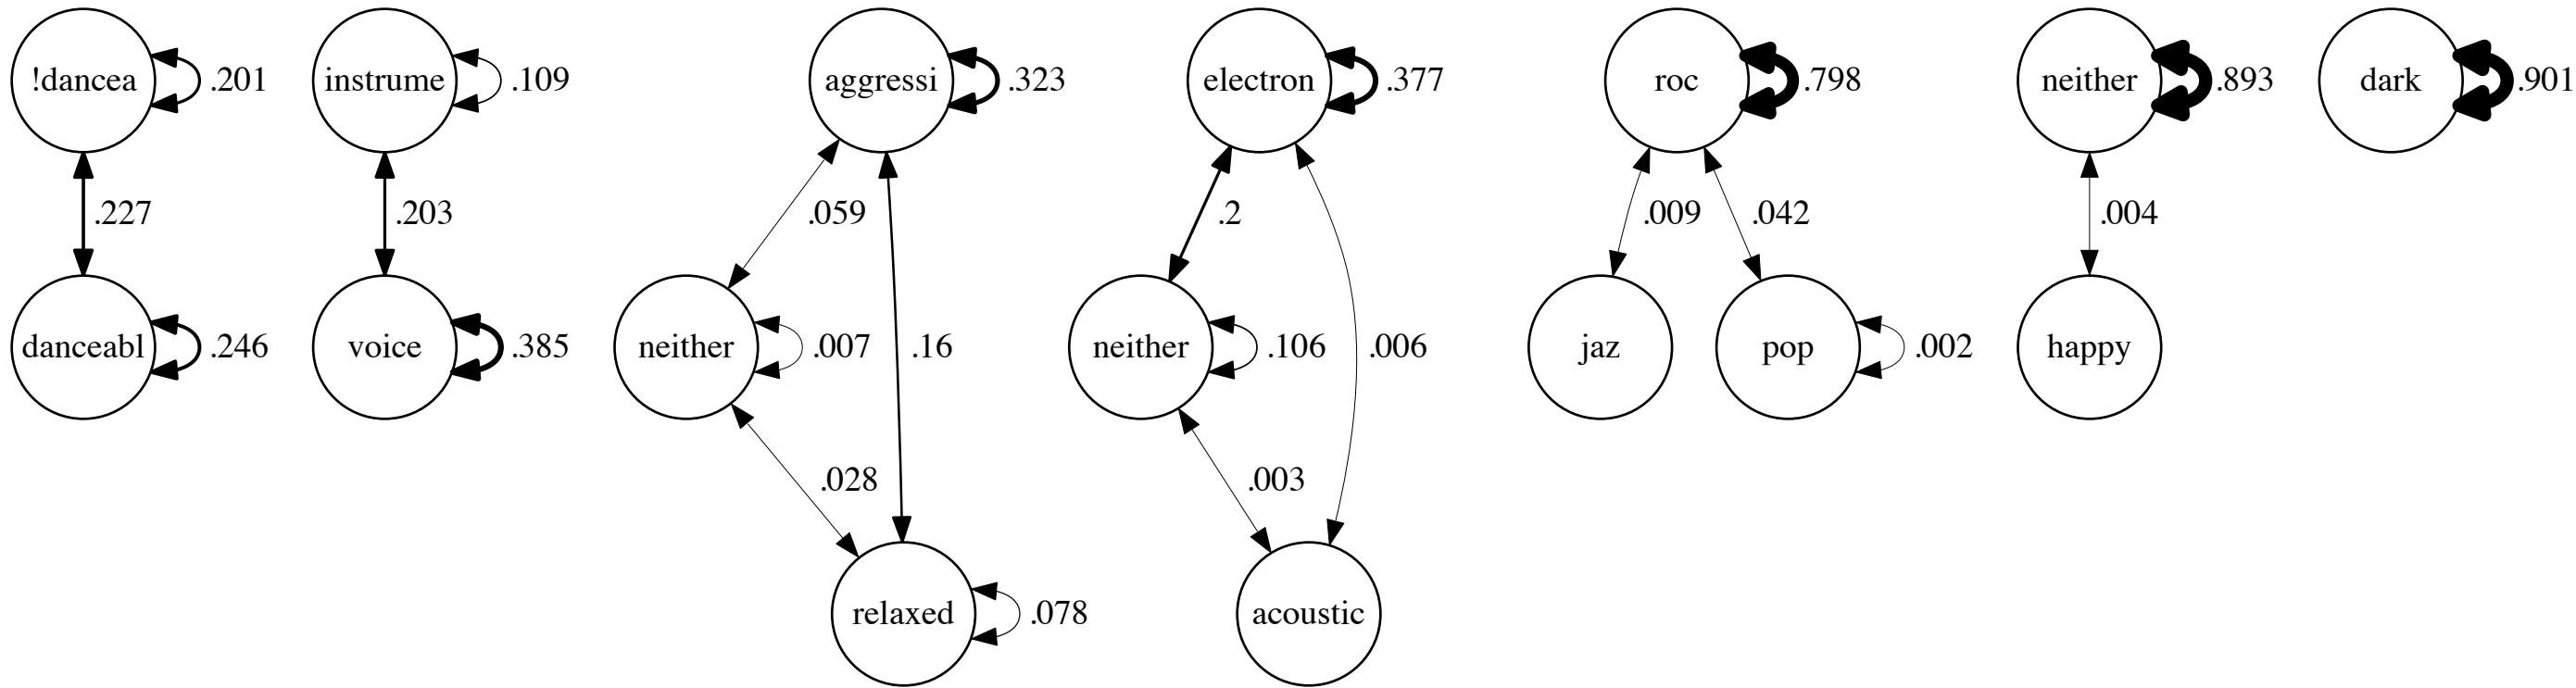 !dancea .201 instrume .109 aggressi .323 electron .377 roc .798 neither .893 dark .901
.227 .203 .059 .2 .009 .042 .004
danceabl .246 voice .385 neither .007 .16 neither .106 .006 jaz pop .002 happy
.028 .003
relaxed .078 acoustic